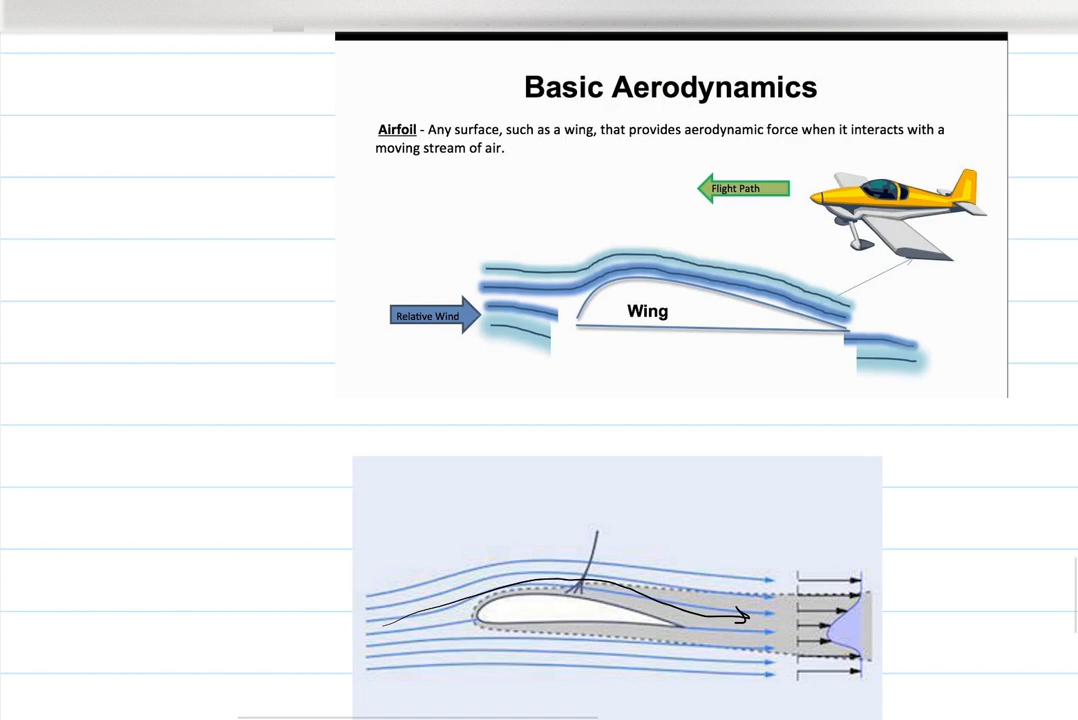 Basic Aerodynamics
Airfoil - Any surface, such as a wing, that provides aerodynamic force when it interacts with a
moving stream of air.
Flight Path
Wing
Relative Wind